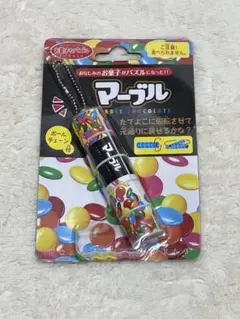 ご注意!
食べられません。
おなじみのお菓子がパズルになった!!
マーブル
たてよこに回転させて
元通りに戻せるかな?
ボール
チェーン
付